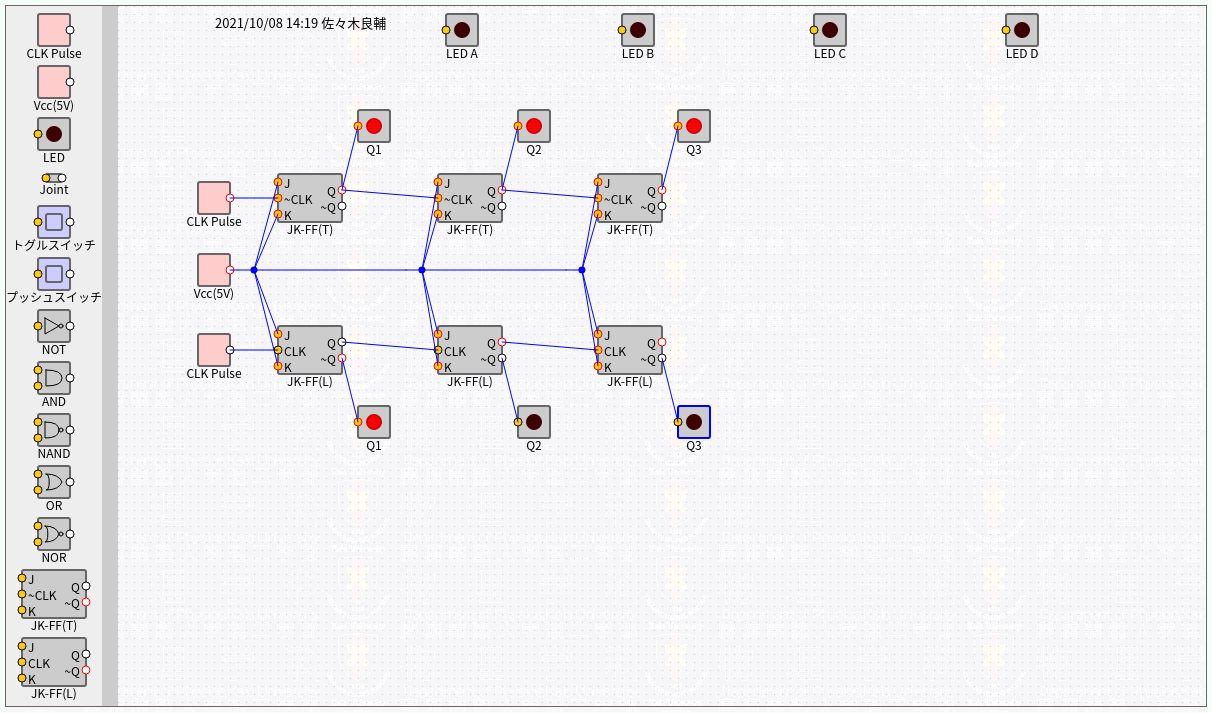 CLK Pulse
Vcc(5V)
LED
Joint
トグルスイッチ
プッシュスイッチ
NOT
AND
NAND
OR
NOR
J
~CLK
K
Q
~Q
JK-FF(T)
J
CLK
K
Q
~Q
JK-FF(L)
2021/10/08 14:19 佐々木良輔
LED A
LED B
LED C
LED D
Q1
Q2
Q3
CLK Pulse
J
~CLK
K
Q
~Q
JK-FF(T)
J
~CLK
K
Q
~Q
JK-FF(T)
J
~CLK
K
Q
~Q
JK-FF(T)
Vcc(5V)
CLK Pulse
J
CLK
K
Q
~Q
JK-FF(L)
J
CLK
K
Q
~Q
JK-FF(L)
J
CLK
K
Q
~Q
JK-FF(L)
Q1
Q2
Q3